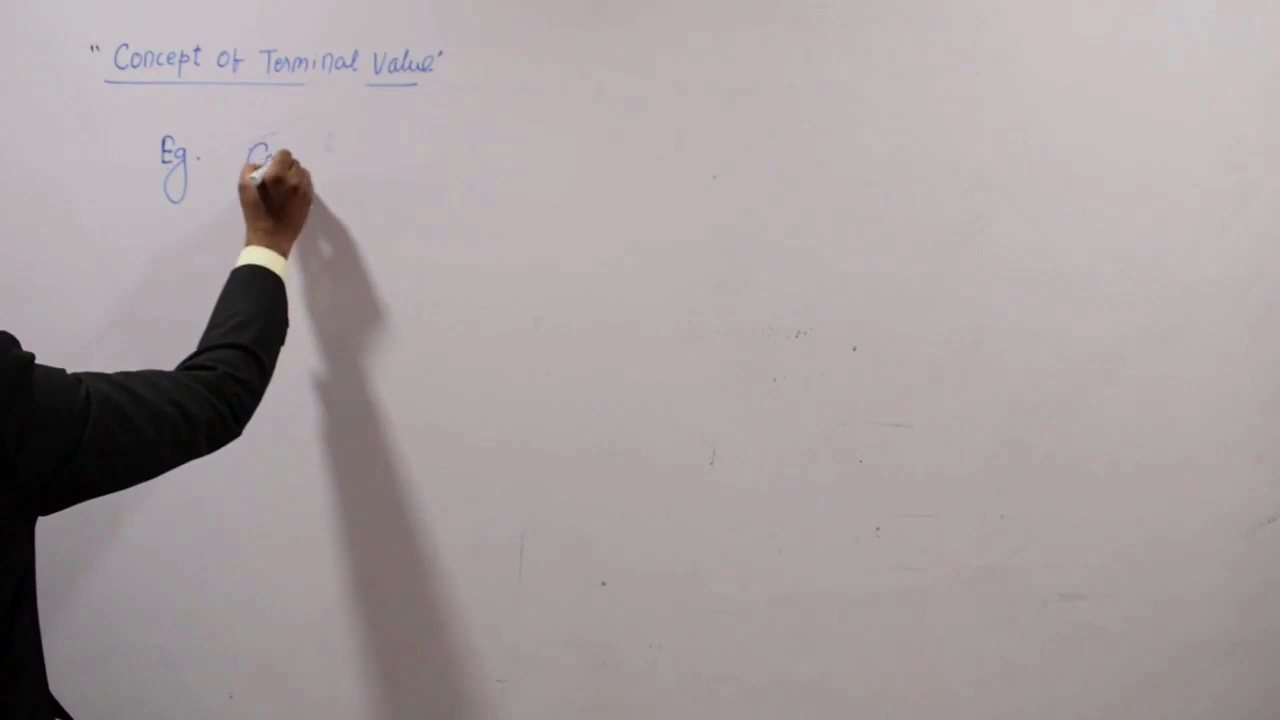 "Concept of Terminal Value"
Eg.